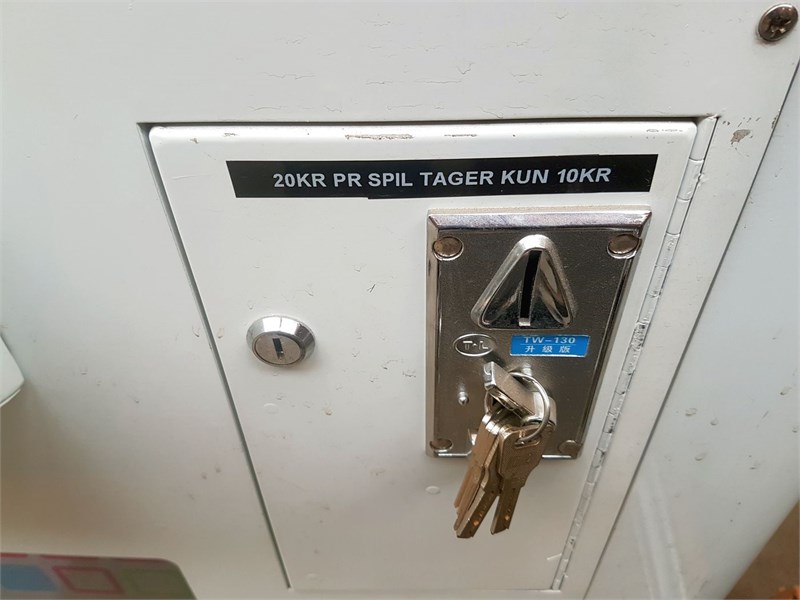 20KR PR SPIL TAGER KUN 10KR
T·L
TW-130
升級版